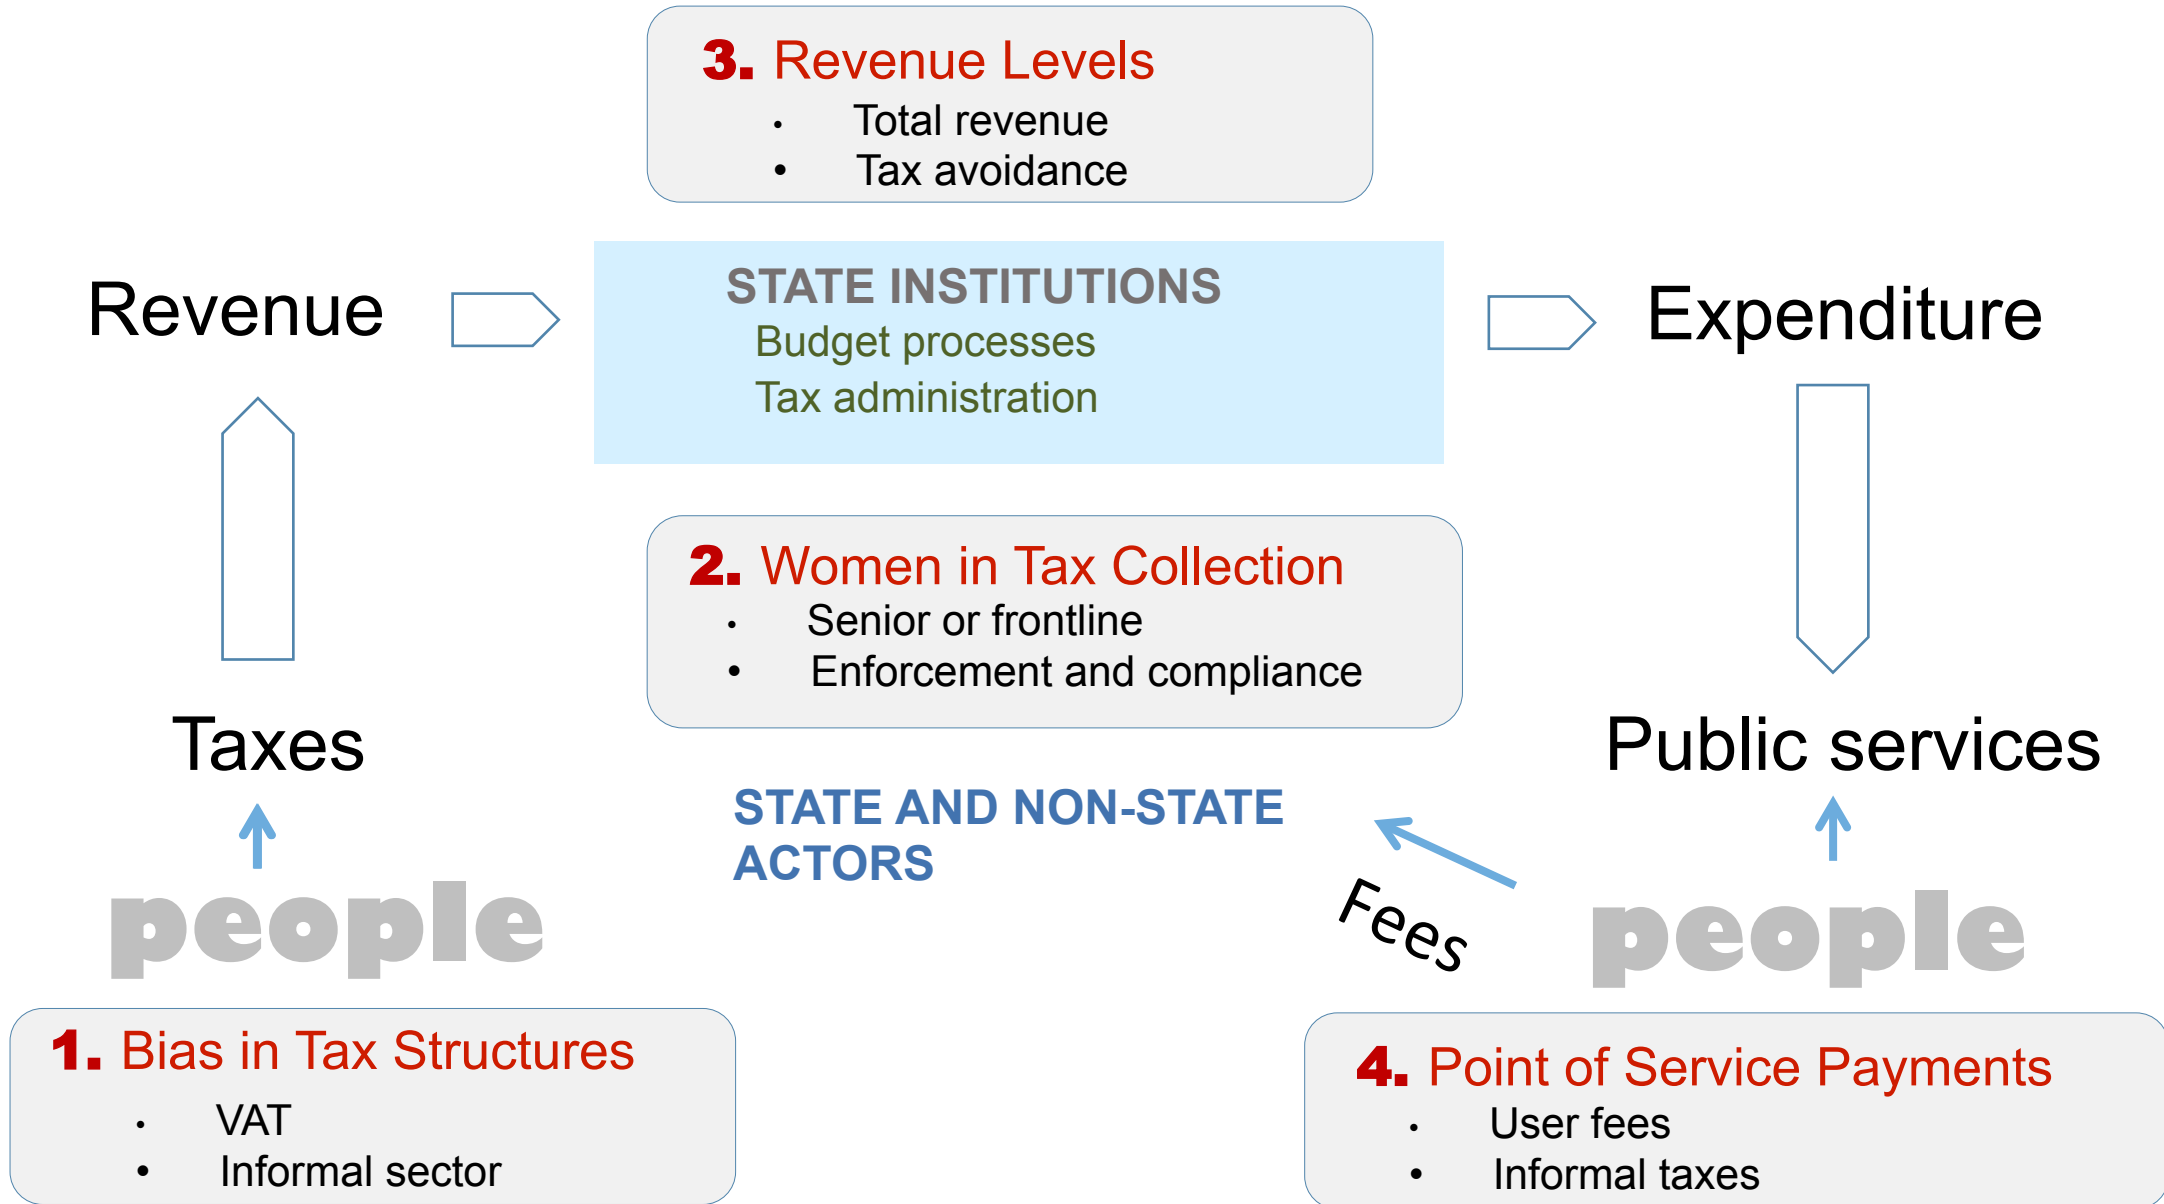 3. Revenue Levels
• Total revenue
• Tax avoidance
Revenue
STATE INSTITUTIONS
Budget processes
Tax administration
Expenditure
2. Women in Tax Collection
• Senior or frontline
• Enforcement and compliance
Taxes
Public services
STATE AND NON-STATE
ACTORS
Fees
people
people
1. Bias in Tax Structures
• VAT
• Informal sector
4. Point of Service Payments
• User fees
• Informal taxes